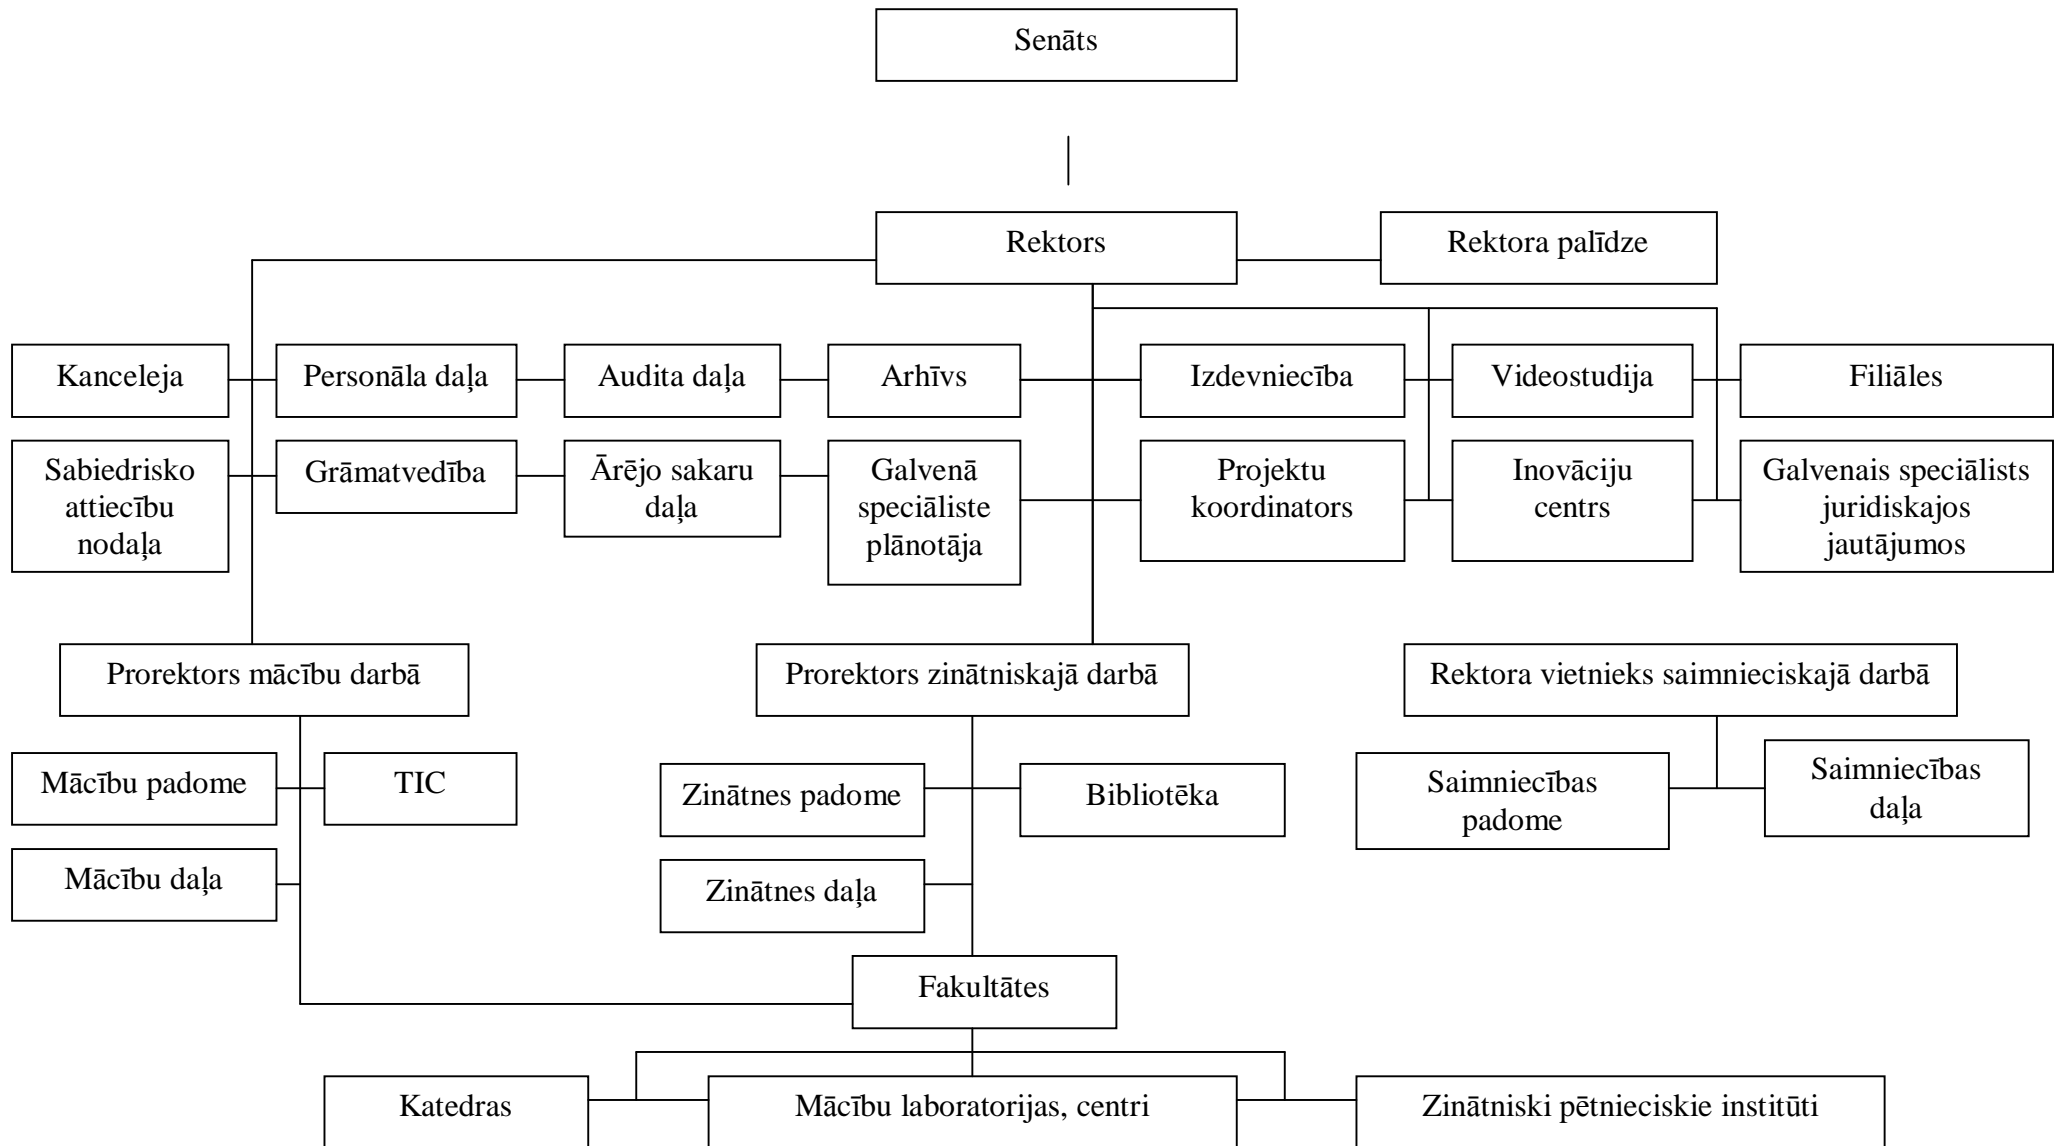 Senāts
Rektors
Rektora palīdze
Kanceleja
Personāla daļa
Audita daļa
Arhīvs
Izdevniecība
Videostudija
Filiāles
Sabiedrisko
attiecību
nodaļa
Grāmatvedība
Ārējo sakaru
daļa
Galvenā
speciāliste
plānotāja
Projektu
koordinators
Inovāciju
centrs
Galvenais speciālists
juridiskajos
jautājumos
Prorektors mācību darbā
Prorektors zinātniskajā darbā
Rektora vietnieks saimnieciskajā darbā
Mācību padome
TIC
Zinātnes padome
Bibliotēka
Saimniecības
padome
Saimniecības
daļa
Mācību daļa
Zinātnes daļa
Fakultātes
Katedras
Mācību laboratorijas, centri
Zinātniski pētnieciskie institūti